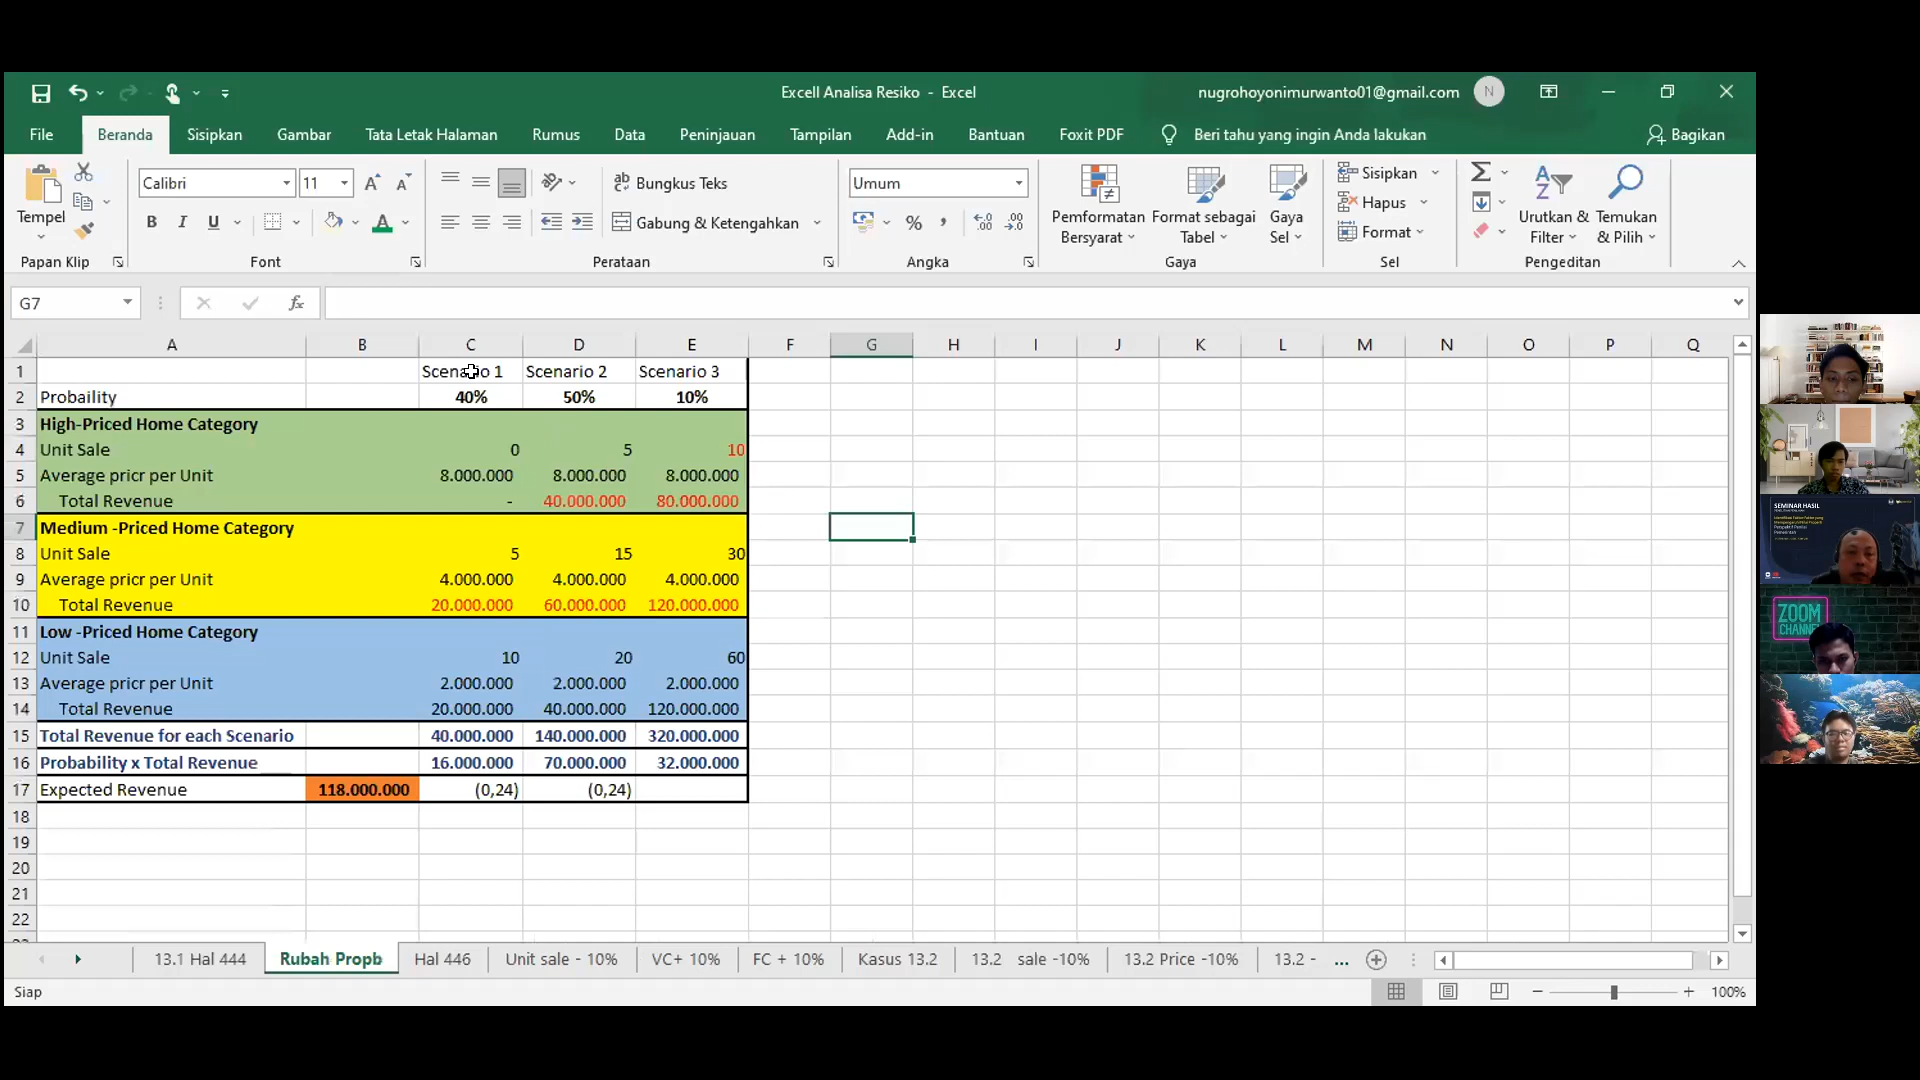 Excell Analisa Resiko - Excel
nugrohoyonimurwanto01@gmail.com
N
File
Beranda
Sisipkan
Gambar
Tata Letak Halaman
Rumus
Data
Peninjauan
Tampilan
Add-in
Bantuan
Foxit PDF
Beri tahu yang ingin Anda lakukan
Bagikan
Tempel
Papan Klip
Calibri
11
B I U
Font
Bungkus Teks
Gabung & Ketengahkan
Perataan
Umum
Angka
Pemformatan Bersyarat
Format sebagai Tabel
Gaya Sel
Gaya
Sisipkan
Hapus
Format
Sel
Urutkan & Filter
Temukan & Pilih
Pengeditan
G7
fx
A B C D E F G H I J K L M N O P Q
1 Scenario 1 Scenario 2 Scenario 3
2 Probaility 40% 50% 10%
3 High-Priced Home Category
4 Unit Sale 0 5 10
5 Average pricr per Unit 8.000.000 8.000.000 8.000.000
6 Total Revenue - 40.000.000 80.000.000
7 Medium -Priced Home Category
8 Unit Sale 5 15 30
9 Average pricr per Unit 4.000.000 4.000.000 4.000.000
10 Total Revenue 20.000.000 60.000.000 120.000.000
11 Low -Priced Home Category
12 Unit Sale 10 20 60
13 Average pricr per Unit 2.000.000 2.000.000 2.000.000
14 Total Revenue 20.000.000 40.000.000 120.000.000
15 Total Revenue for each Scenario 40.000.000 140.000.000 320.000.000
16 Probability x Total Revenue 16.000.000 70.000.000 32.000.000
17 Expected Revenue 118.000.000 (0,24) (0,24)
18
19
20
21
22
13.1 Hal 444
Rubah Propb
Hal 446
Unit sale - 10%
VC+ 10%
FC + 10%
Kasus 13.2
13.2 sale -10%
13.2 Price -10%
13.2 -
...
Siap
100%
SEMINAR HASIL
ZOOM
CHANNE